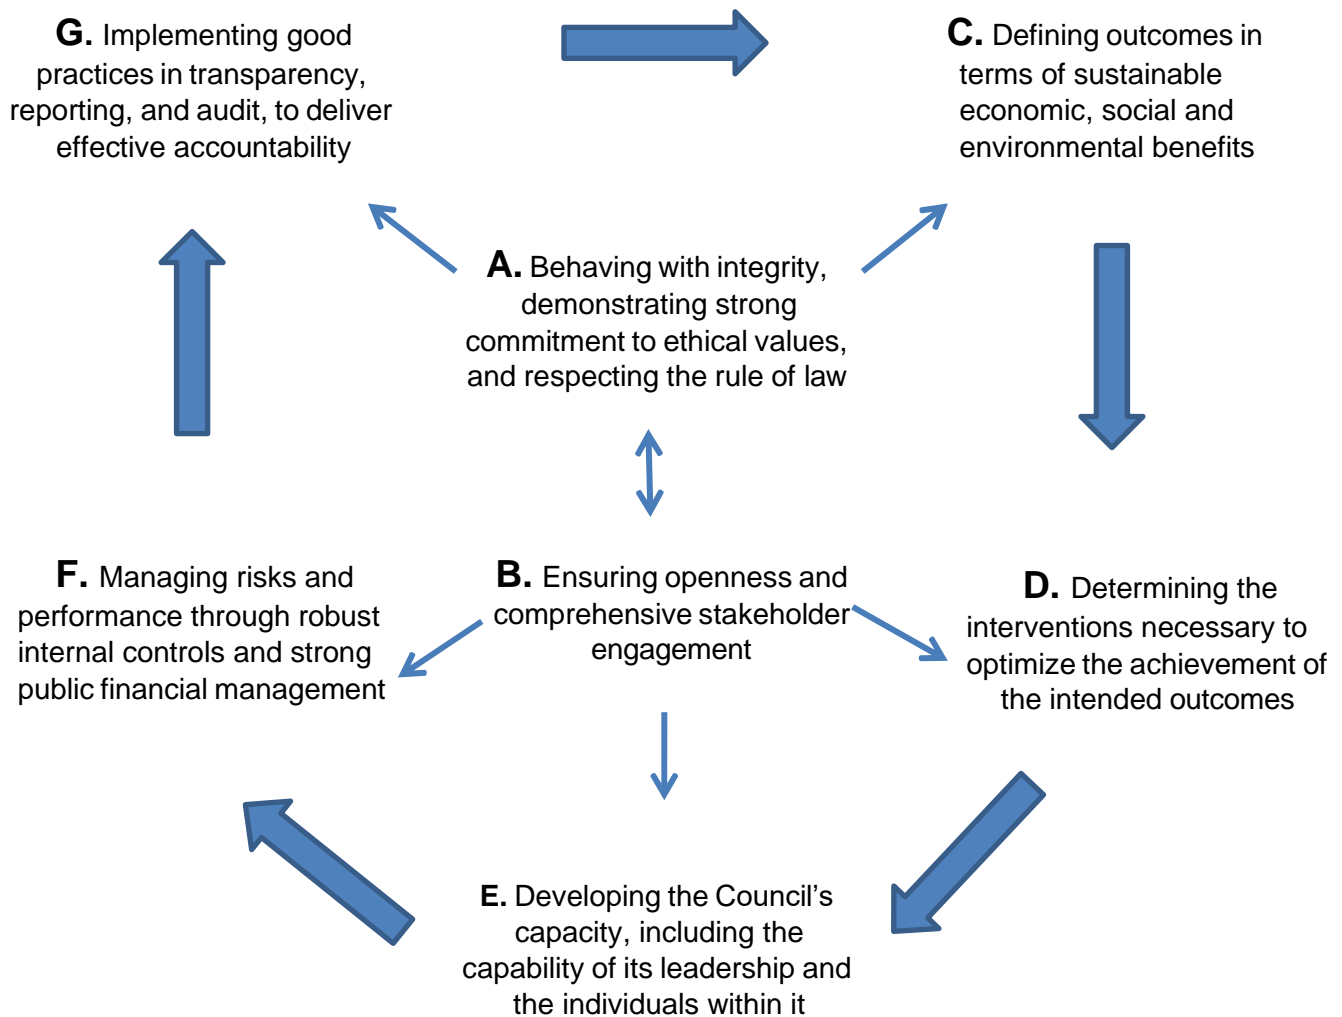 G. Implementing good
practices in transparency,
reporting, and audit, to deliver
effective accountability
C. Defining outcomes in
terms of sustainable
economic, social and
environmental benefits
A. Behaving with integrity,
demonstrating strong
commitment to ethical values,
and respecting the rule of law
F. Managing risks and
performance through robust
internal controls and strong
public financial management
B. Ensuring openness and
comprehensive stakeholder
engagement
D. Determining the
interventions necessary to
optimize the achievement of
the intended outcomes
E. Developing the Council’s
capacity, including the
capability of its leadership and
the individuals within it